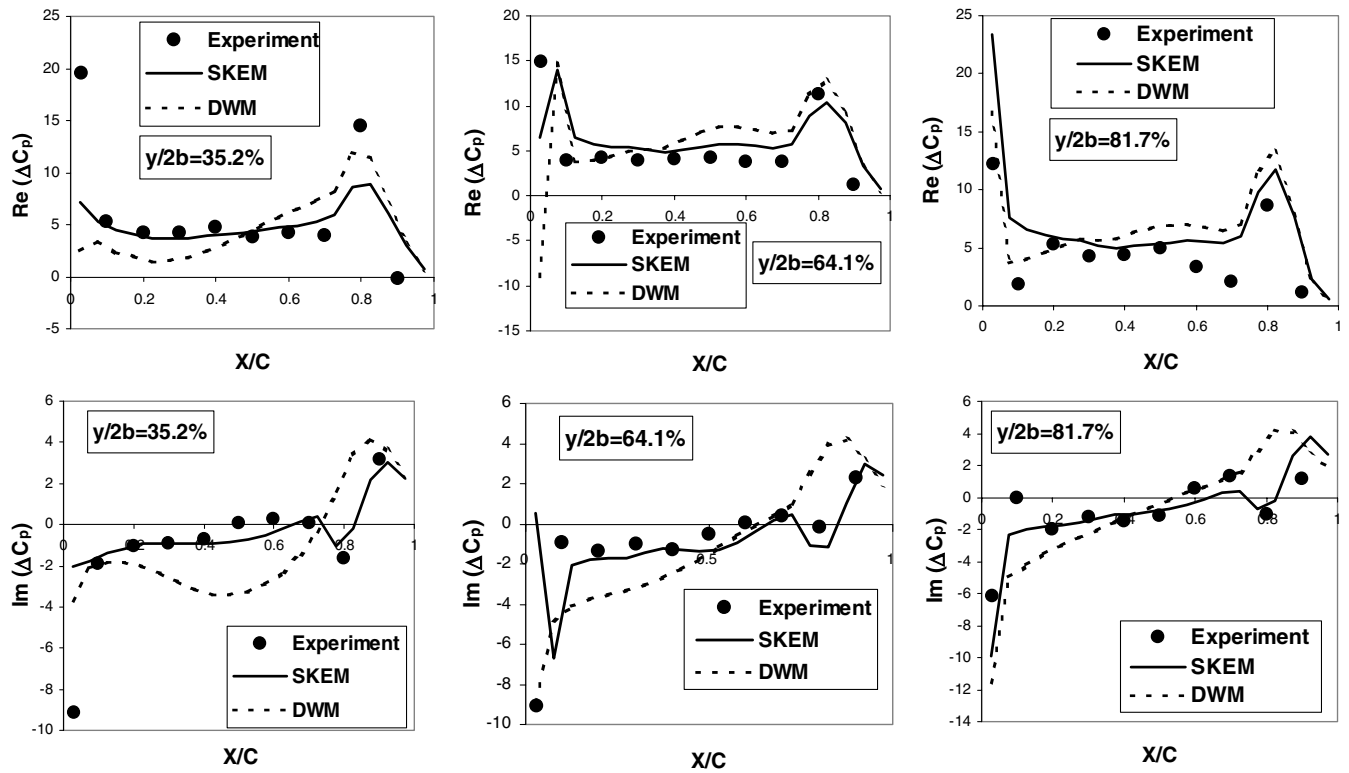 25
20
15
10
5
0
-5
Re (ΔCp)
Experiment
SKEM
DWM
y/2b=35.2%
0 0.2 0.4 0.6 0.8 1
X/C
20
15
10
5
0
-5
-10
-15
Re (ΔCp)
0 0.2 0.4 0.6 0.8 1
Experiment
SKEM
DWM
y/2b=64.1%
X/C
25
20
15
10
5
0
Re (ΔCp)
Experiment
SKEM
DWM
y/2b=81.7%
0 0.2 0.4 0.6 0.8 1
X/C
6
4
2
0
-2
-4
-6
-8
-10
Im (ΔCp)
y/2b=35.2%
0 0.2 0.4 0.6 0.8 1
Experiment
SKEM
DWM
X/C
6
4
2
0
-2
-4
-6
-8
-10
Im (ΔCp)
y/2b=64.1%
0 0.5 1
Experiment
SKEM
DWM
X/C
6
4
2
0
-2
-4
-6
-8
-10
-12
-14
Im (ΔCp)
y/2b=81.7%
0 0.2 0.4 0.6 0.8 1
Experiment
SKEM
DWM
X/C